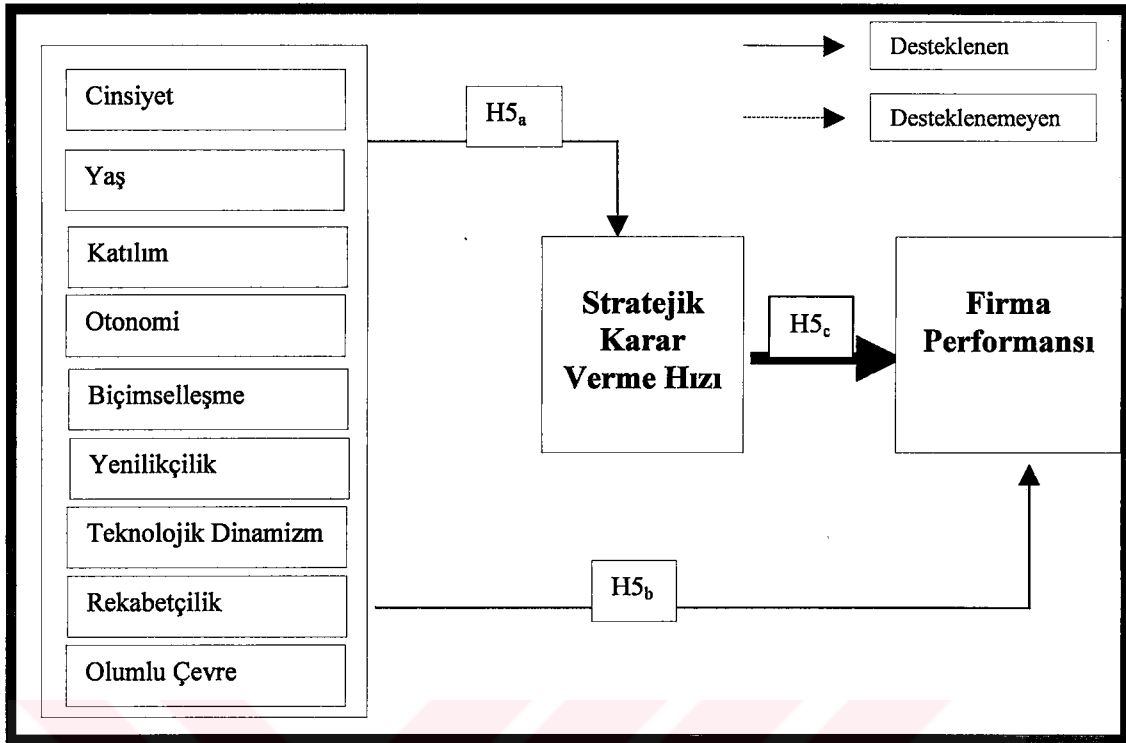 Cinsiyet
Yaş
Katılım
Otonomi
Biçimselleşme
Yenilikçilik
Teknolojik Dinamizm
Rekabetçilik
Olumlu Çevre
H5a
Desteklenen
Desteklenemeyen
Stratejik
Karar
Verme Hızı
H5c
Firma
Performansı
H5b